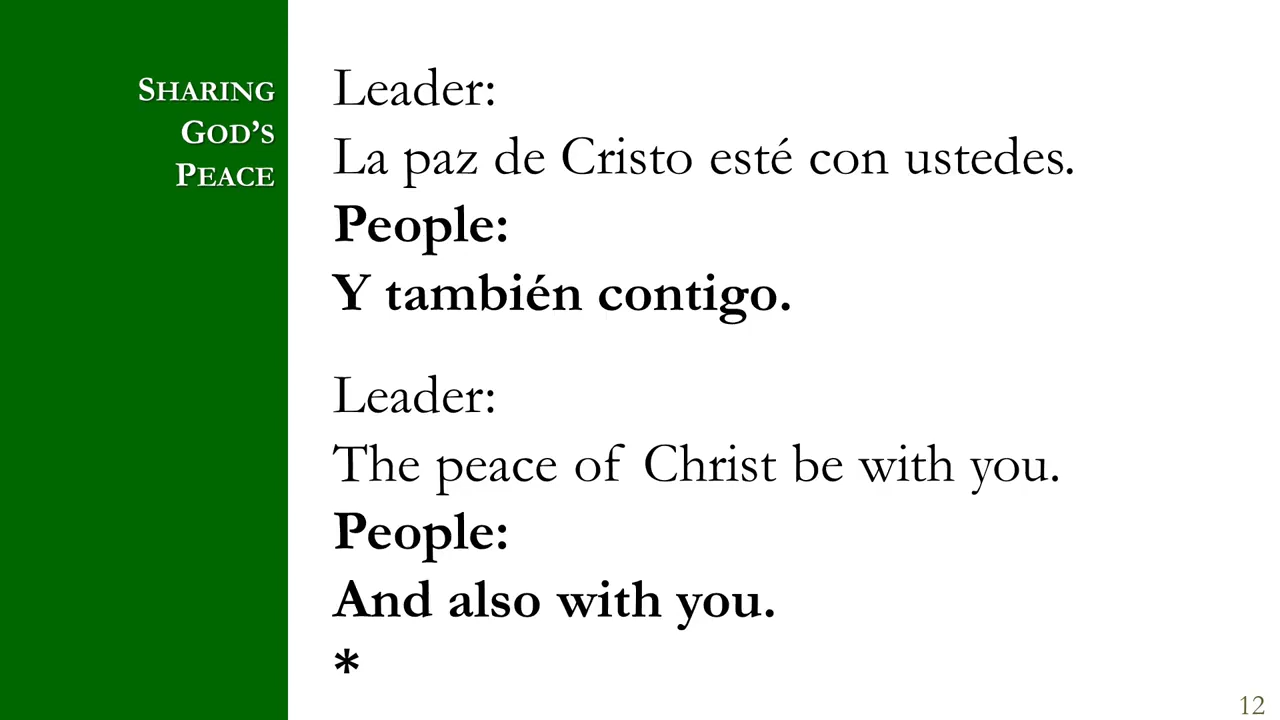 SHARING
GOD'S
PEACE
Leader:
La paz de Cristo esté con ustedes.
People:
Y también contigo.
Leader:
The peace of Christ be with you.
People:
And also with you.
*
12